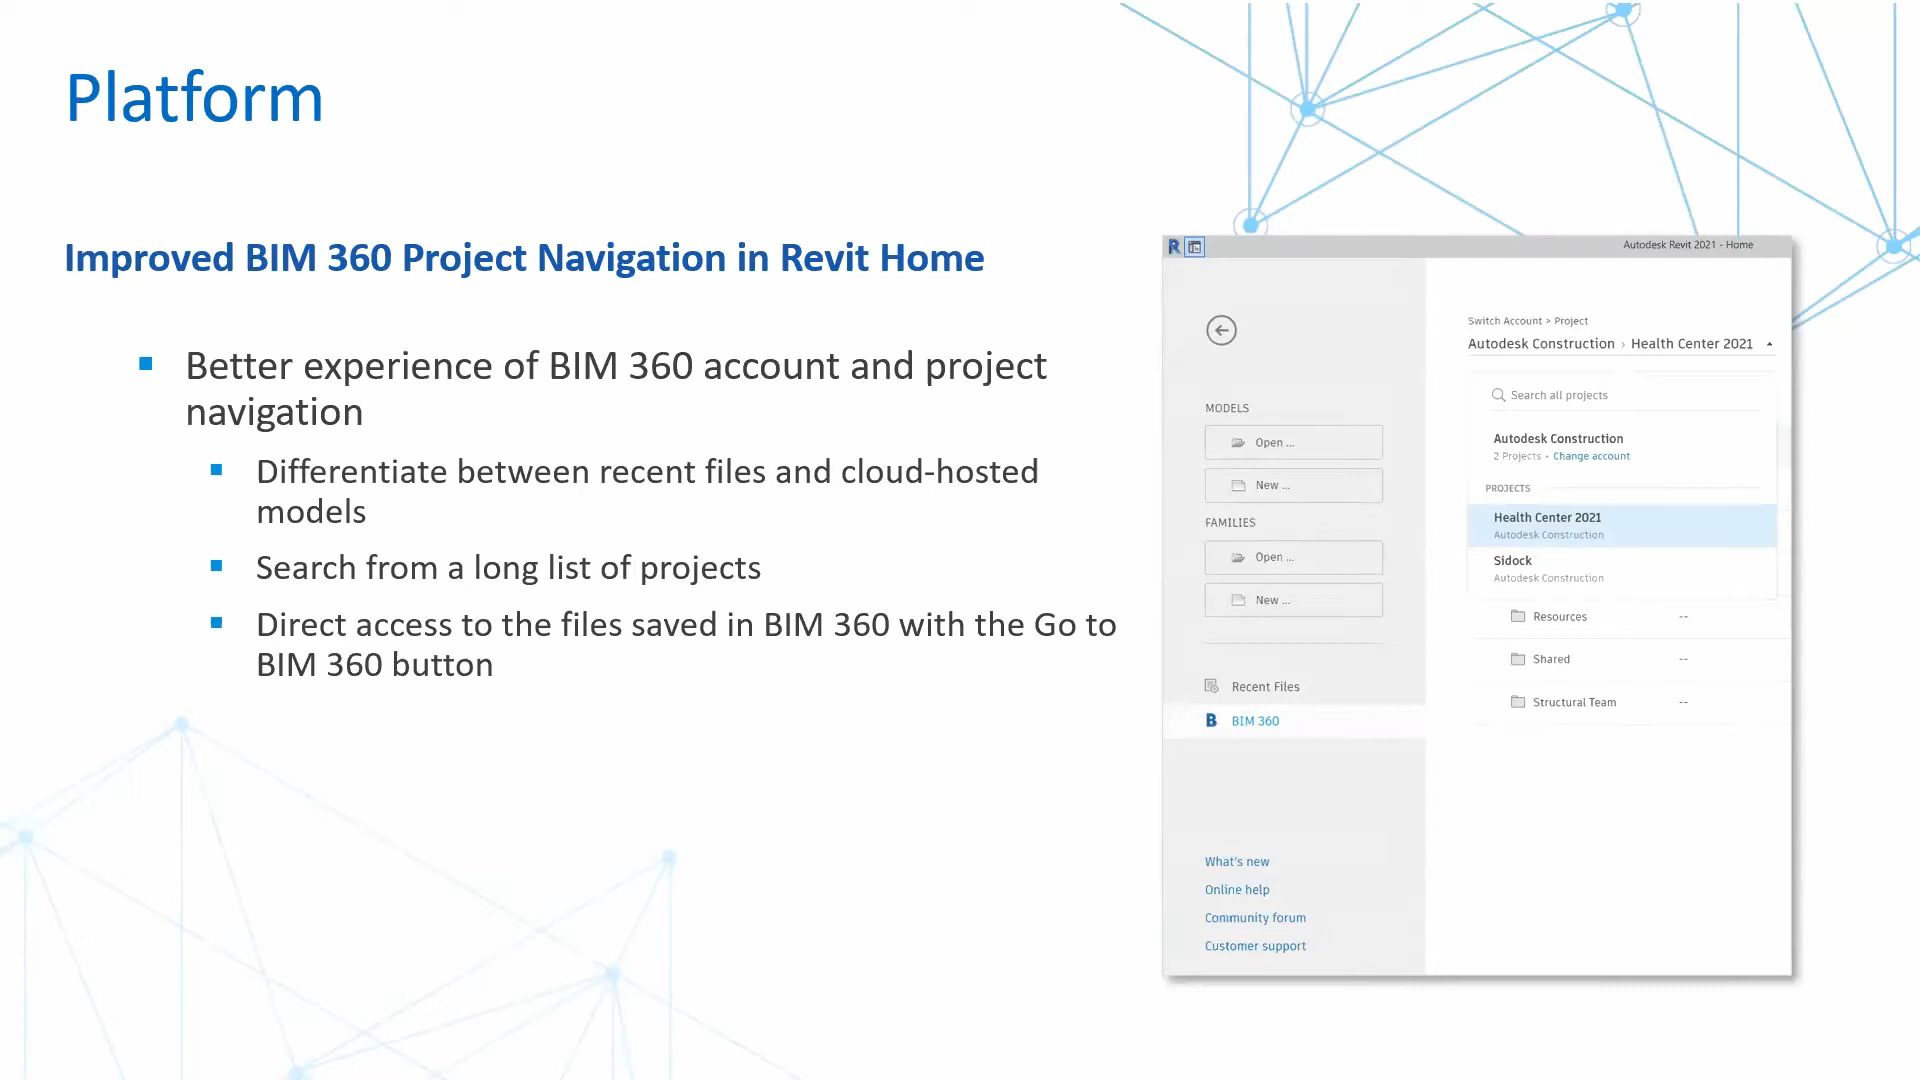 Platform
Improved BIM 360 Project Navigation in Revit Home
Better experience of BIM 360 account and project
navigation
Differentiate between recent files and cloud-hosted
models
Search from a long list of projects
Direct access to the files saved in BIM 360 with the Go to
BIM 360 button
R
Autodesk Revit 2021 - Home
MODELS
Open ...
New ...
FAMILIES
Open ...
New ...
Recent Files
B BIM 360
What's new
Online help
Community forum
Customer support
Switch Account > Project
Autodesk Construction › Health Center 2021
Search all projects
Autodesk Construction
2 Projects • Change account
PROJECTS
Health Center 2021
Autodesk Construction
Sidock
Autodesk Construction
Resources --
Shared --
Structural Team --